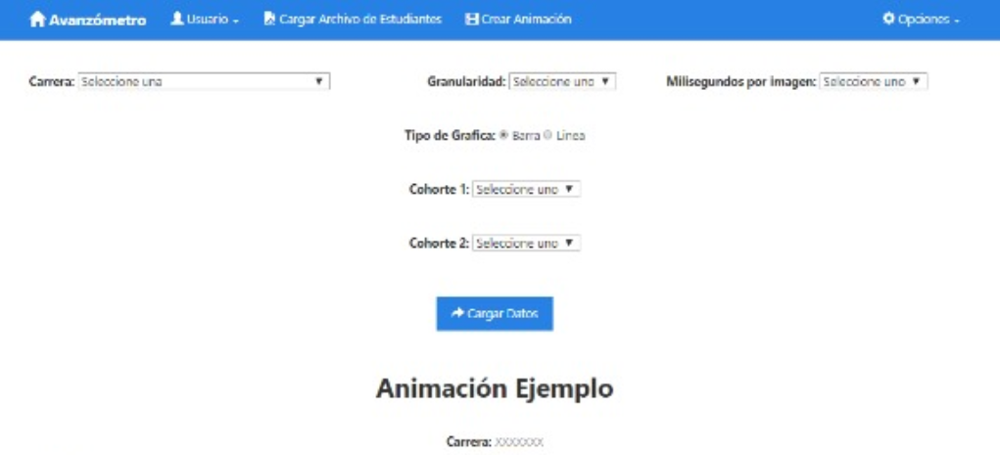 Avanzómetro Usuario Cargar Archivo de Estudiantes Crear Animación Opciones
Carrera: Seleccione una Granularidad: Seleccione uno Milisegundos por imagen: Seleccione uno
Tipo de Grafica: Barra Linea
Cohorte 1: Seleccione uno
Cohorte 2: Seleccione uno
Cargar Datos
Animación Ejemplo
Carrera: XXXXXXX